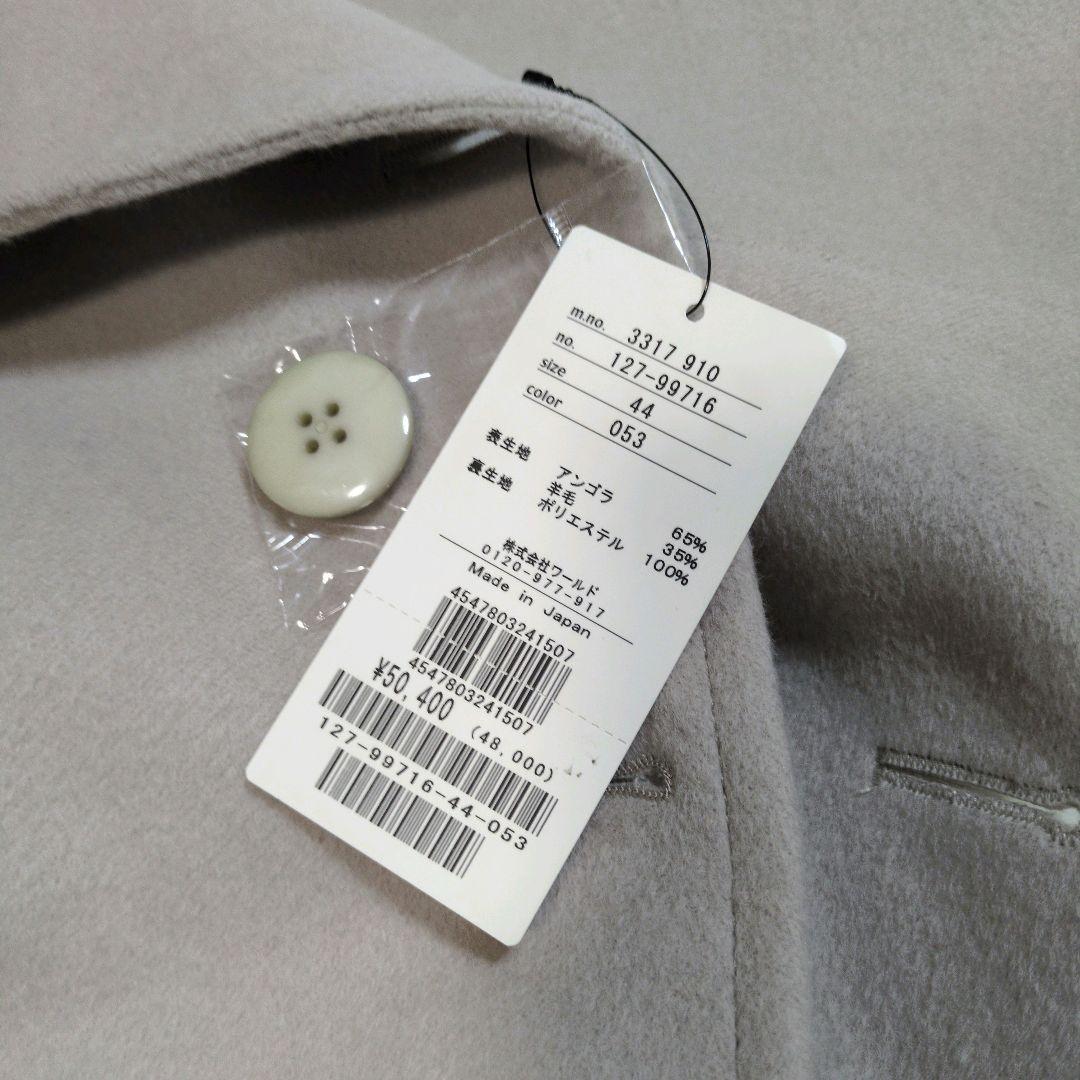 m.no. 3317 910
no. 127-99716
size 44
color 053
表生地 アンゴラ 65%
羊毛 35%
裏生地 ポリエステル 100%
株式会社ワールド
0120-977-917
Made in Japan
4547803241507
4547803241507
¥50,400
(48,000)
127-99716-44-053